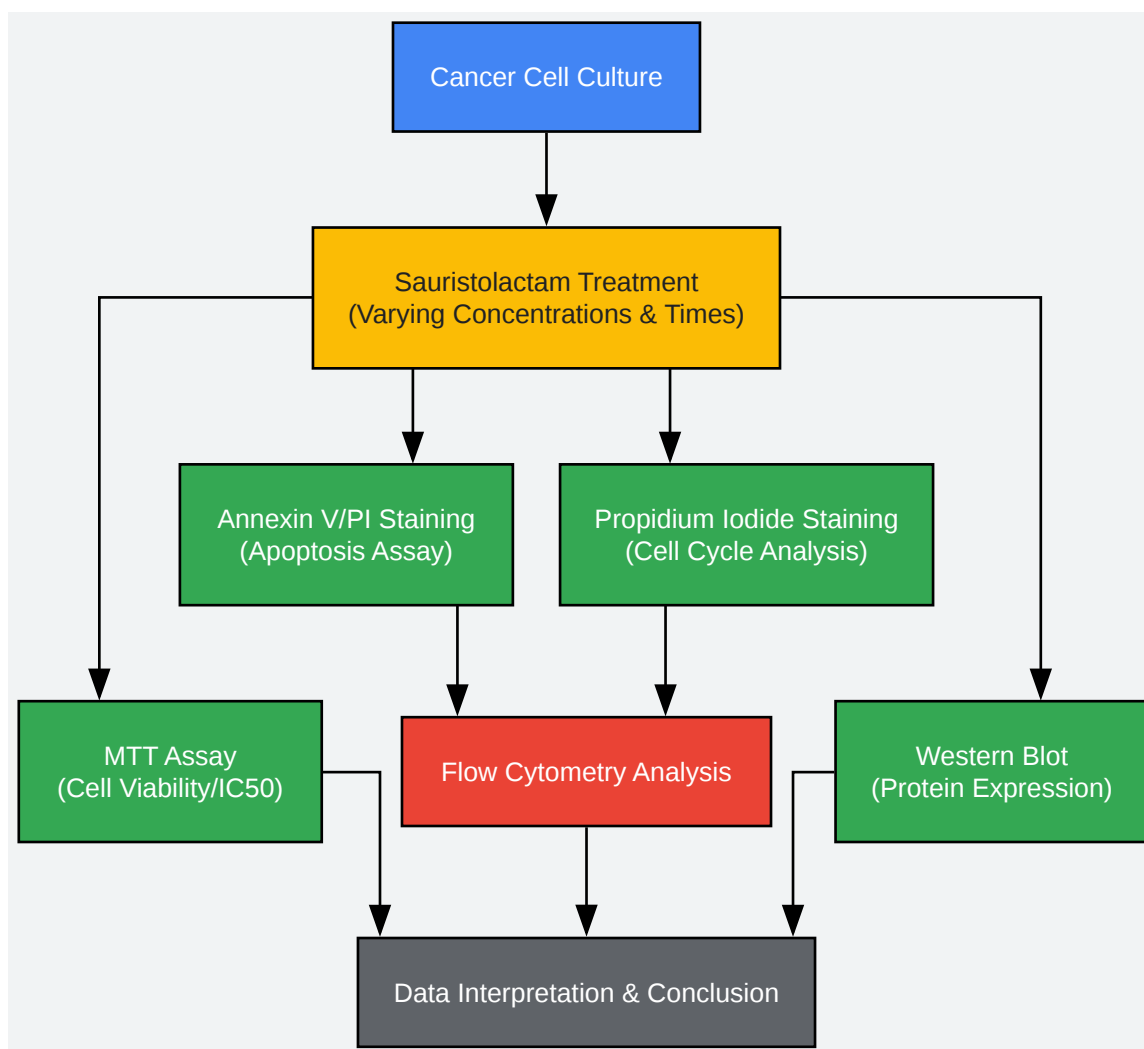 Cancer Cell Culture
Sauristolactam Treatment
(Varying Concentrations & Times)
Annexin V/PI Staining
(Apoptosis Assay)
Propidium Iodide Staining
(Cell Cycle Analysis)
MTT Assay
(Cell Viability/IC50)
Flow Cytometry Analysis
Western Blot
(Protein Expression)
Data Interpretation & Conclusion